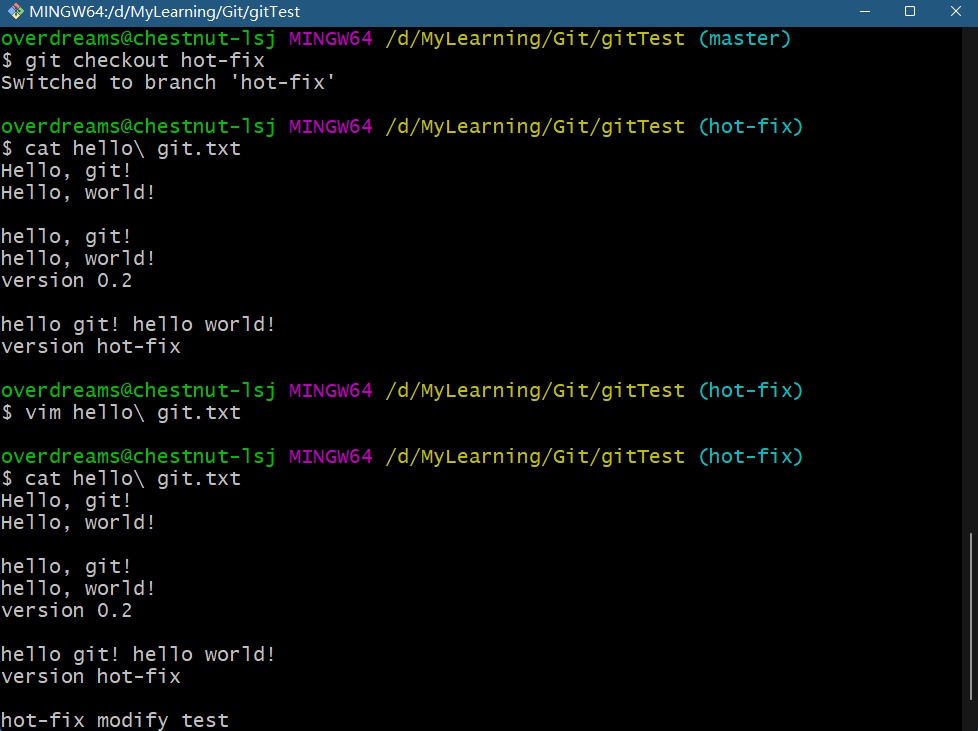 MINGW64:/d/MyLearning/Git/gitTest
overdreams@chestnut-lsj MINGW64 /d/MyLearning/Git/gitTest (master)
$ git checkout hot-fix
Switched to branch 'hot-fix'
overdreams@chestnut-lsj MINGW64 /d/MyLearning/Git/gitTest (hot-fix)
$ cat hello\ git.txt
Hello, git!
Hello, world!
hello, git!
hello, world!
version 0.2
hello git! hello world!
version hot-fix
overdreams@chestnut-lsj MINGW64 /d/MyLearning/Git/gitTest (hot-fix)
$ vim hello\ git.txt
overdreams@chestnut-lsj MINGW64 /d/MyLearning/Git/gitTest (hot-fix)
$ cat hello\ git.txt
Hello, git!
Hello, world!
hello, git!
hello, world!
version 0.2
hello git! hello world!
version hot-fix
hot-fix modify test